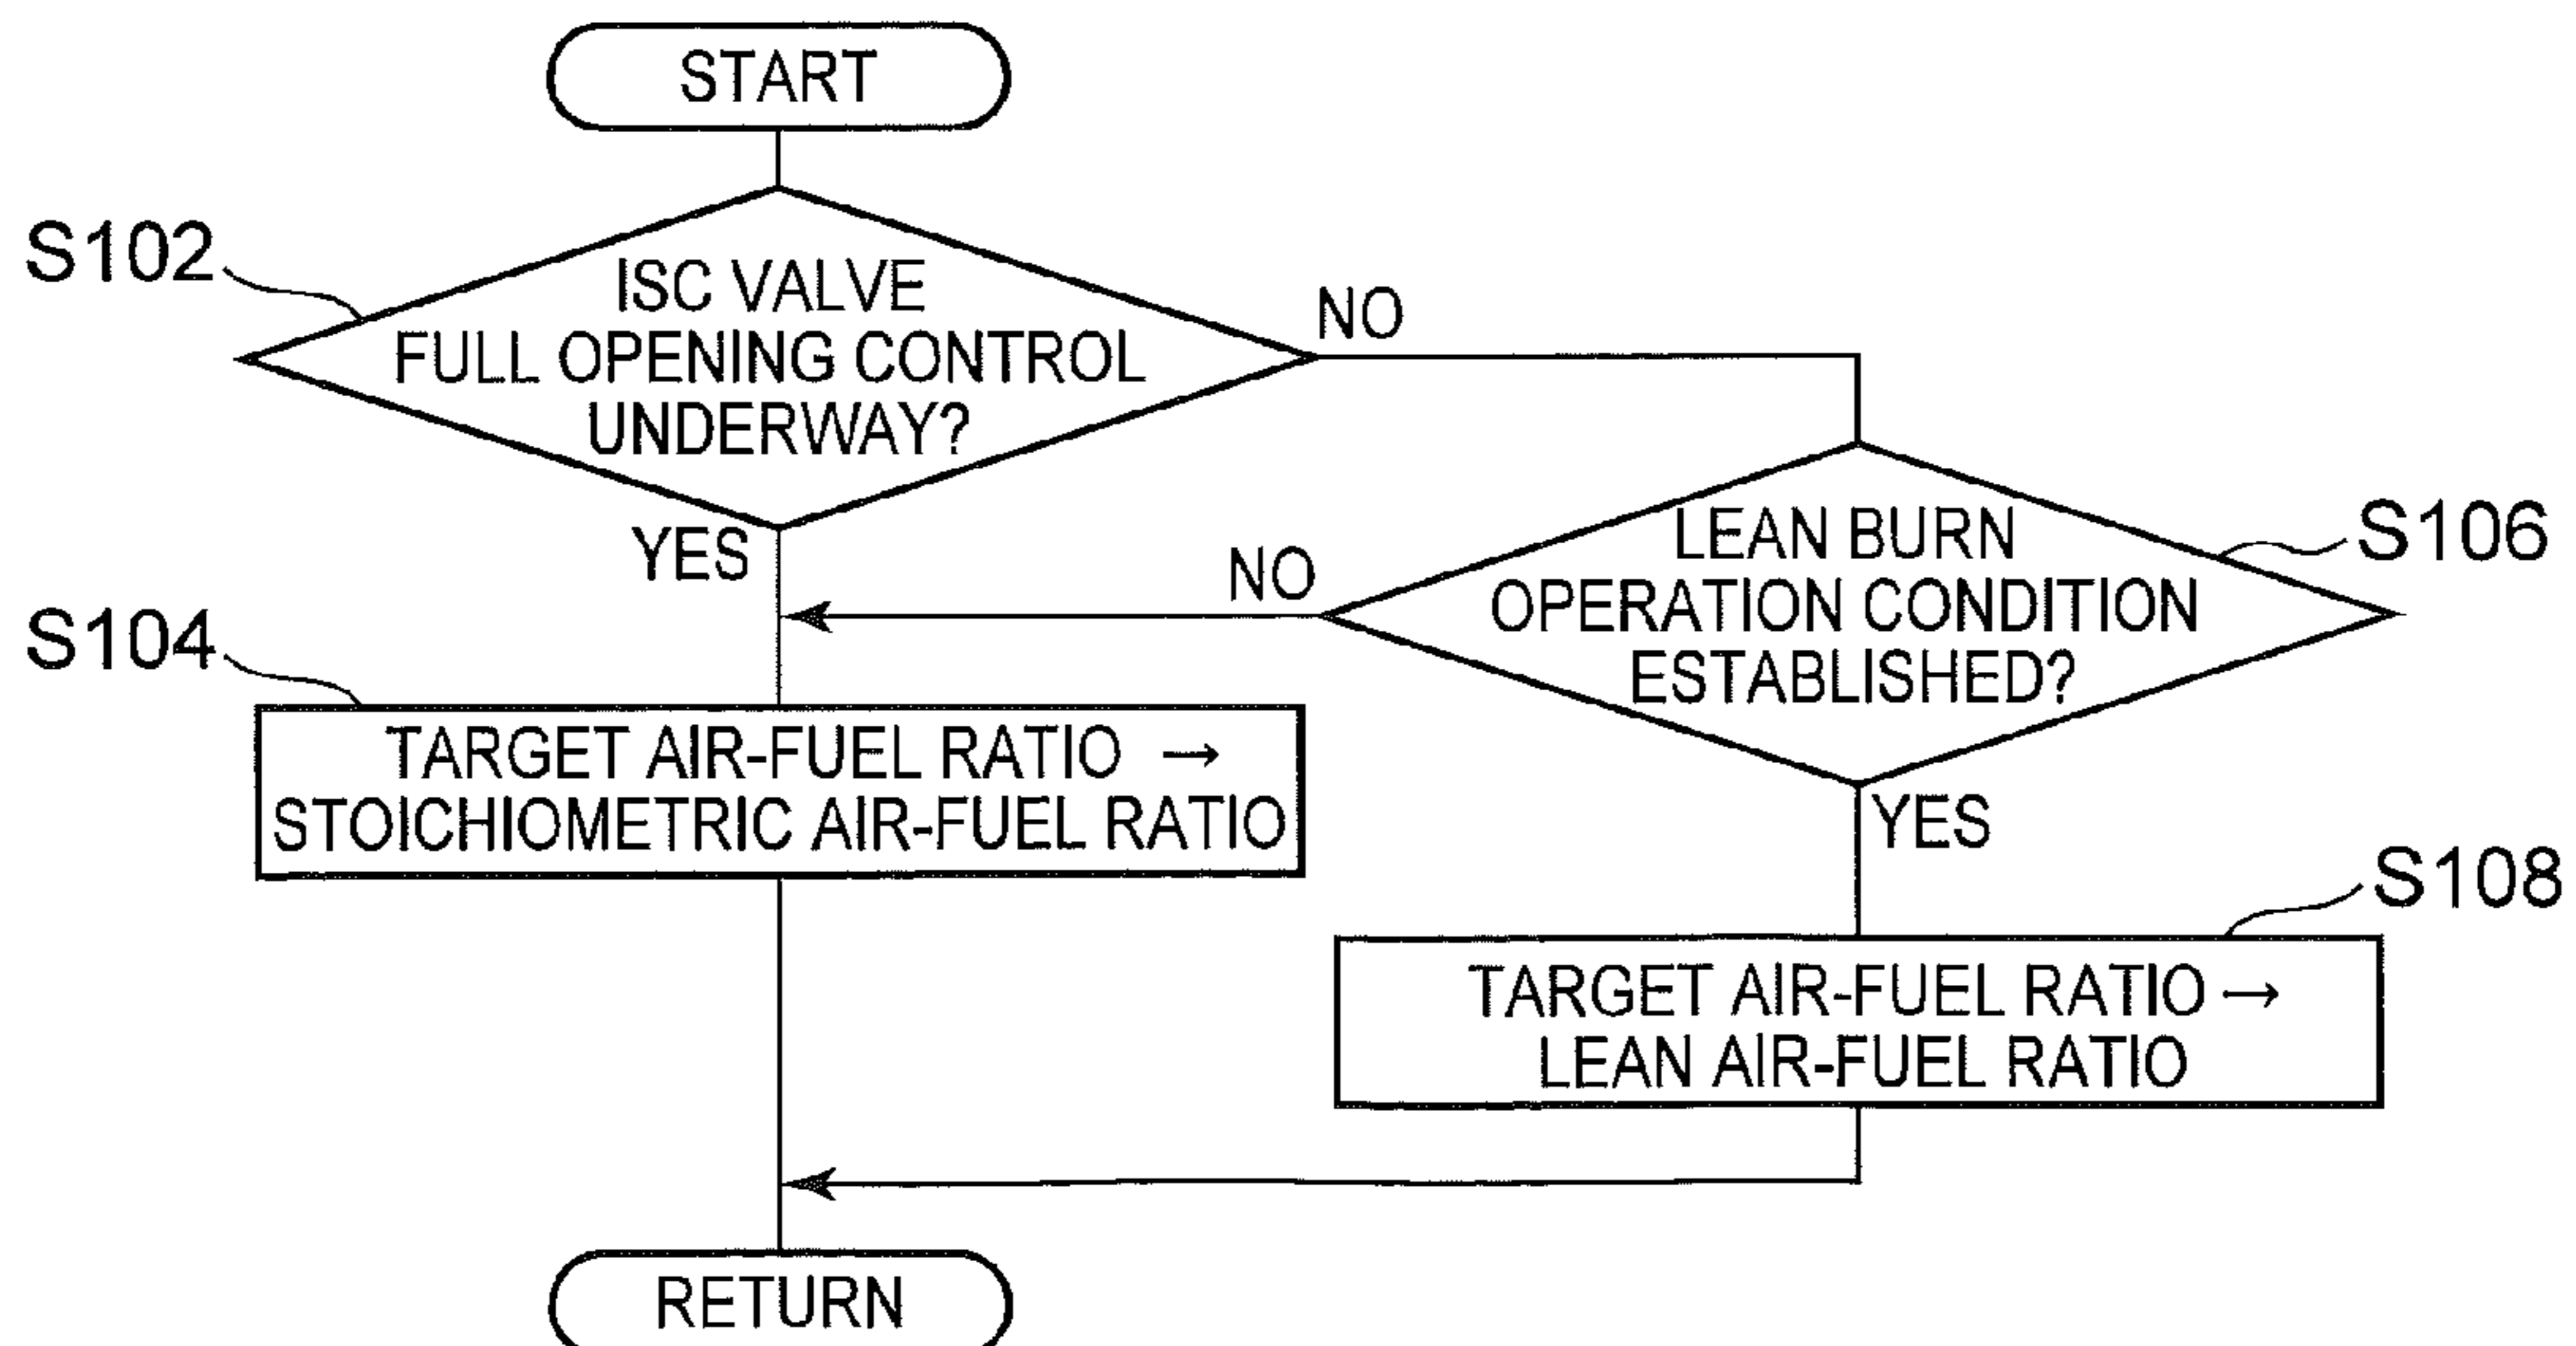 START
S102
ISC VALVE
FULL OPENING CONTROL
UNDERWAY?
NO
YES
S106
LEAN BURN
OPERATION CONDITION
ESTABLISHED?
NO
YES
S104
TARGET AIR-FUEL RATIO →
STOICHIOMETRIC AIR-FUEL RATIO
S108
TARGET AIR-FUEL RATIO →
LEAN AIR-FUEL RATIO
RETURN